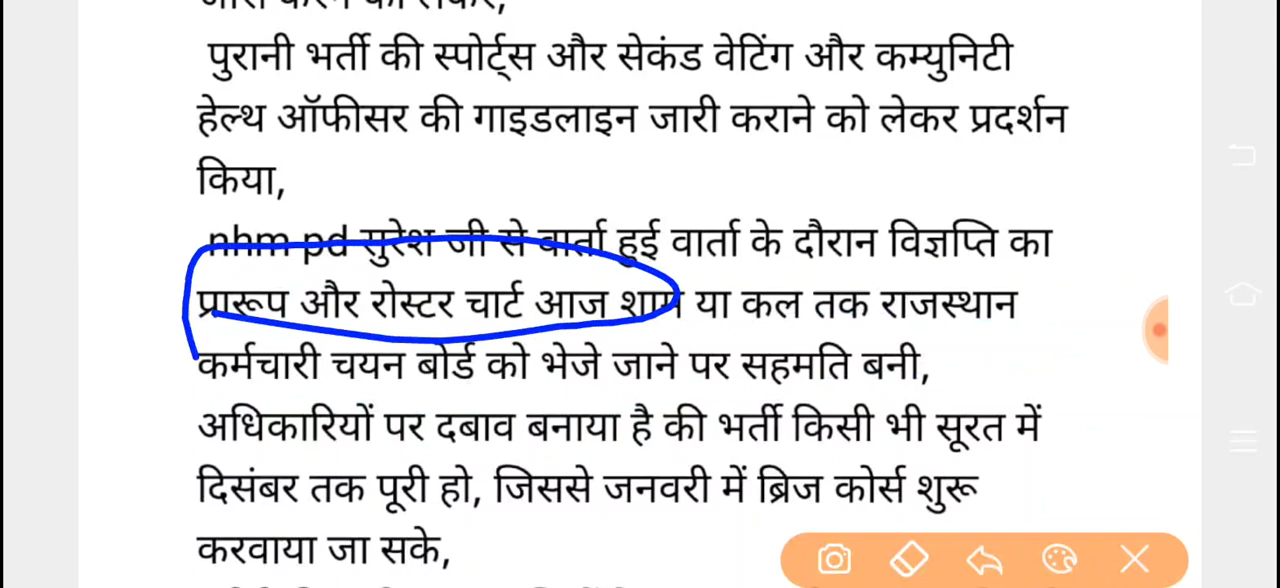 पुरानी भर्ती की स्पोर्ट्स और सेकंड वेटिंग और कम्युनिटी
हेल्थ ऑफीसर की गाइडलाइन जारी कराने को लेकर प्रदर्शन
किया,
nhm pd सुरेश जी से वार्ता हुई वार्ता के दौरान विज्ञप्ति का
प्रारूप और रोस्टर चार्ट आज शाम या कल तक राजस्थान
कर्मचारी चयन बोर्ड को भेजे जाने पर सहमति बनी,
अधिकारियों पर दबाव बनाया है की भर्ती किसी भी सूरत में
दिसंबर तक पूरी हो, जिससे जनवरी में ब्रिज कोर्स शुरू
करवाया जा सके,